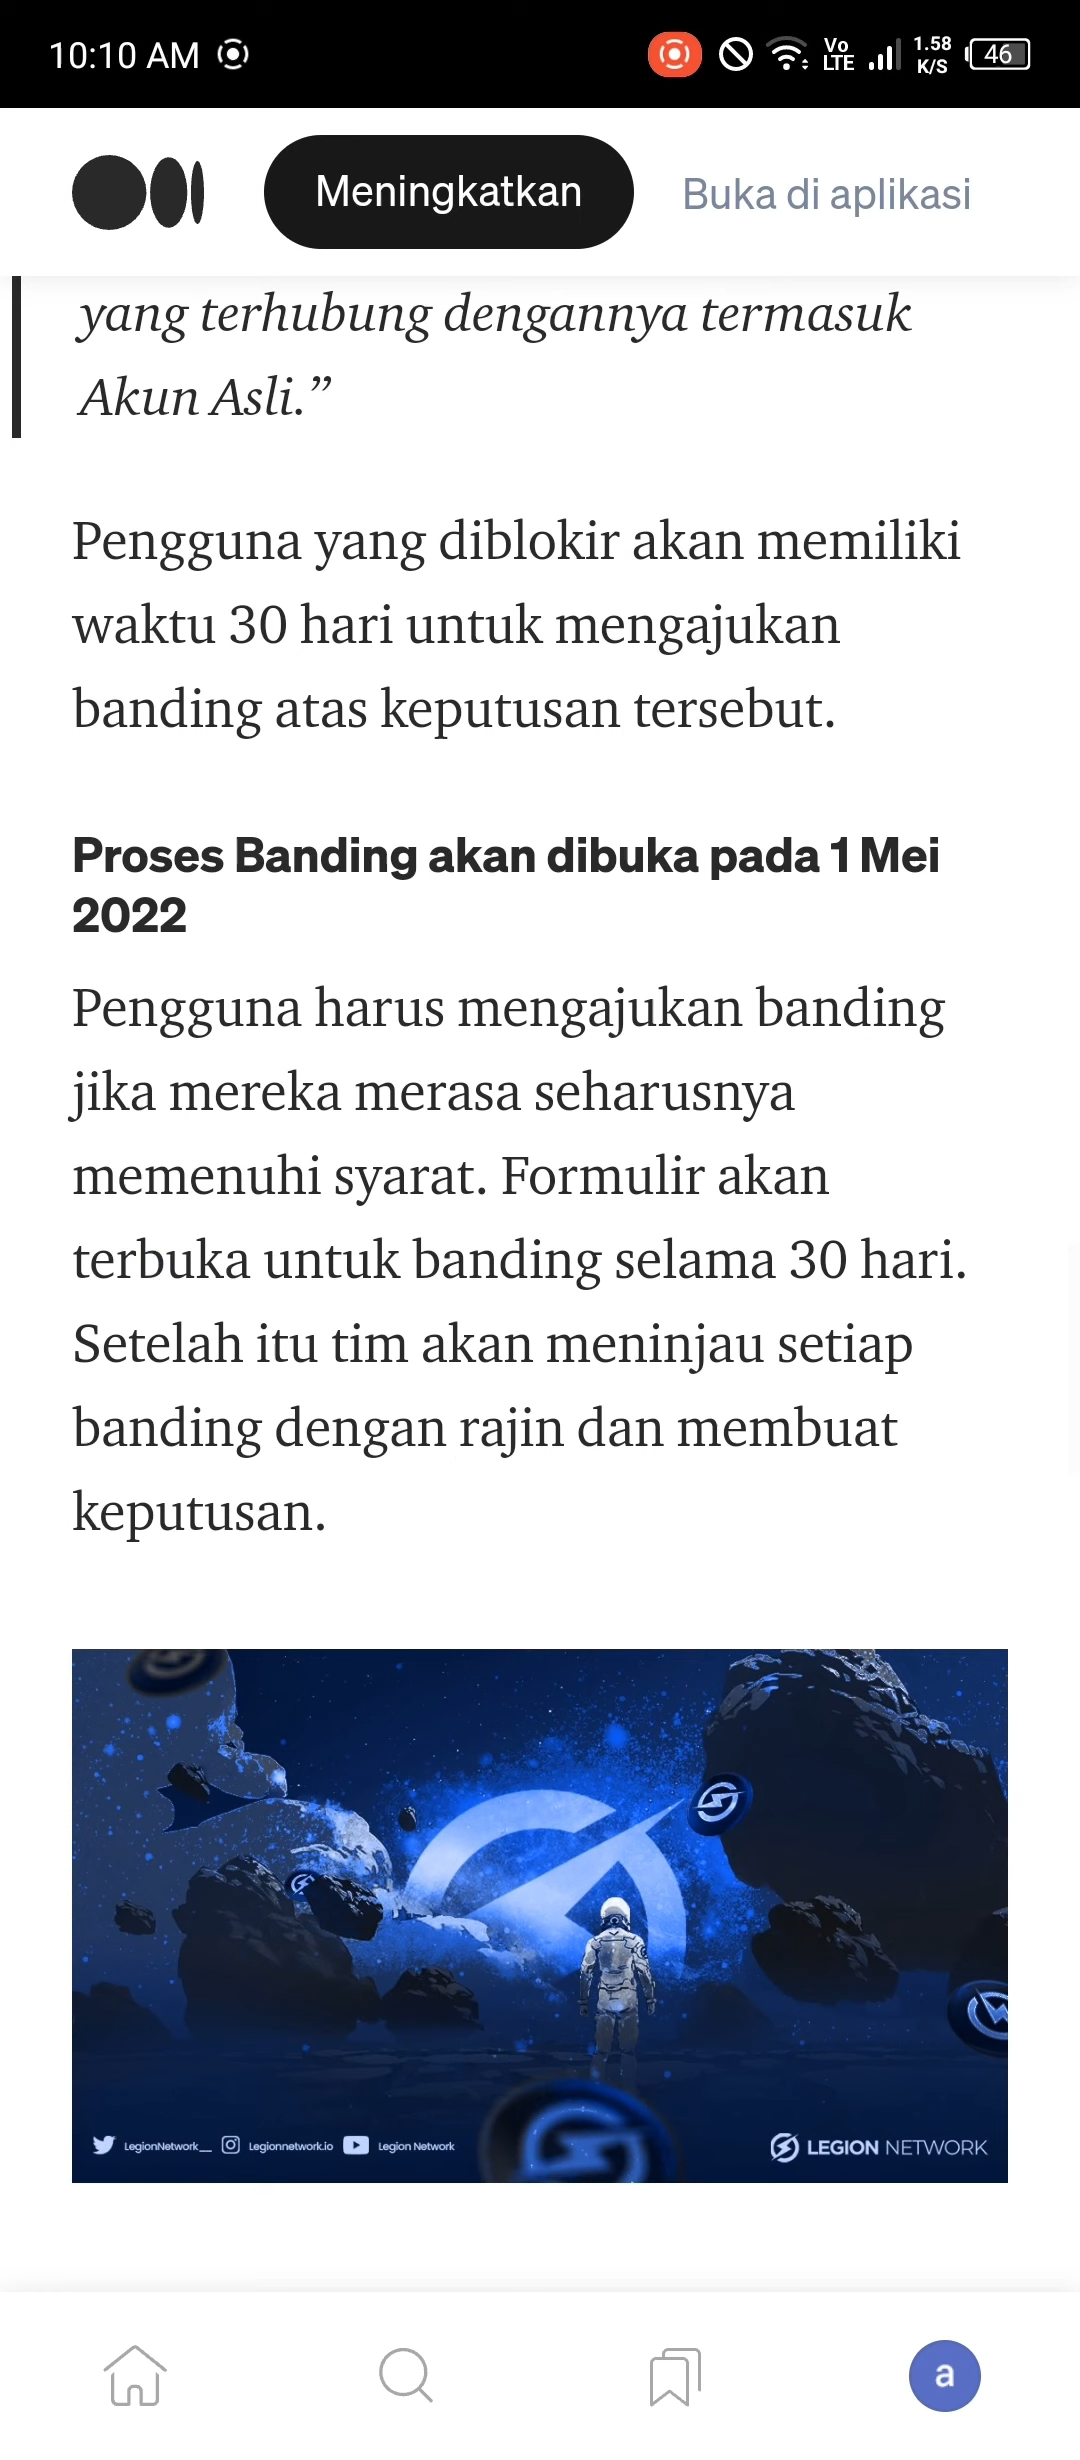 10:10 AM
Vo LTE
1.58 K/S
46
Meningkatkan
Buka di aplikasi
yang terhubung dengannya termasuk
Akun Asli.”
Pengguna yang diblokir akan memiliki
waktu 30 hari untuk mengajukan
banding atas keputusan tersebut.
Proses Banding akan dibuka pada 1 Mei
2022
Pengguna harus mengajukan banding
jika mereka merasa seharusnya
memenuhi syarat. Formulir akan
terbuka untuk banding selama 30 hari.
Setelah itu tim akan meninjau setiap
banding dengan rajin dan membuat
keputusan.
LegionNetwork__ Legionnetwork.io Legion Network
LEGION NETWORK
a